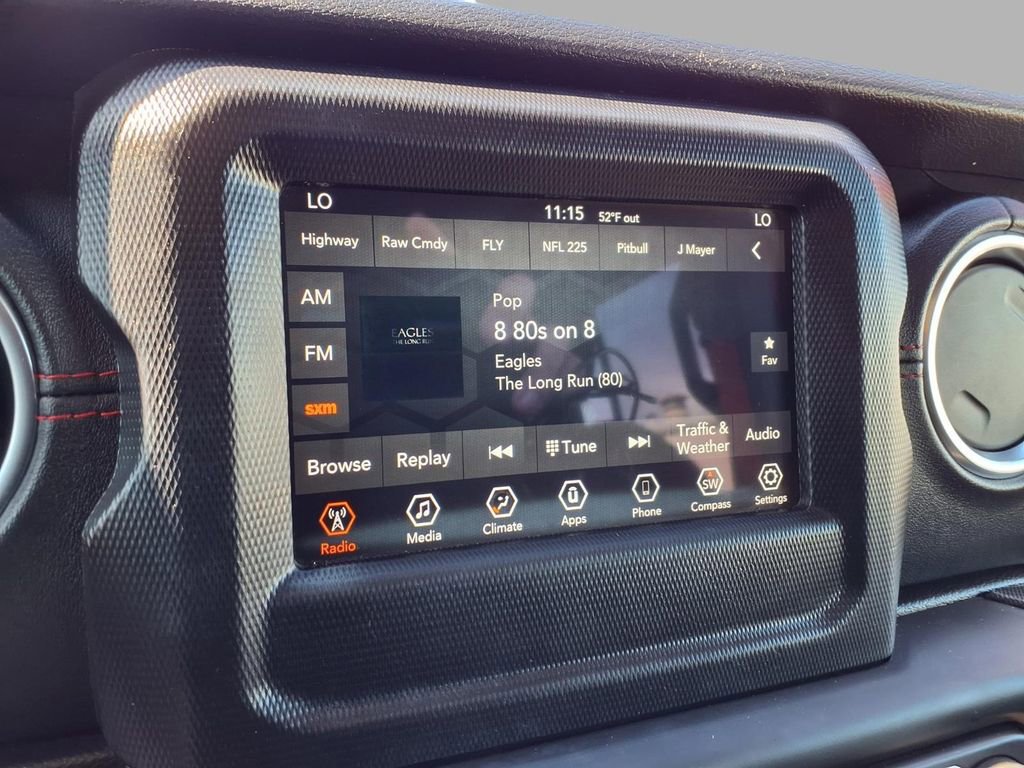 LO 11:15 52°F out LO
Highway Raw Cmdy FLY NFL 225 Pitbull J Mayer
AM
FM
sxm
EAGLES
THE LONG RUN
Pop
8 80s on 8
Eagles
The Long Run (80)
Fav
Browse Replay Tune Traffic & Weather Audio
Radio Media Climate Apps Phone SW Compass Settings